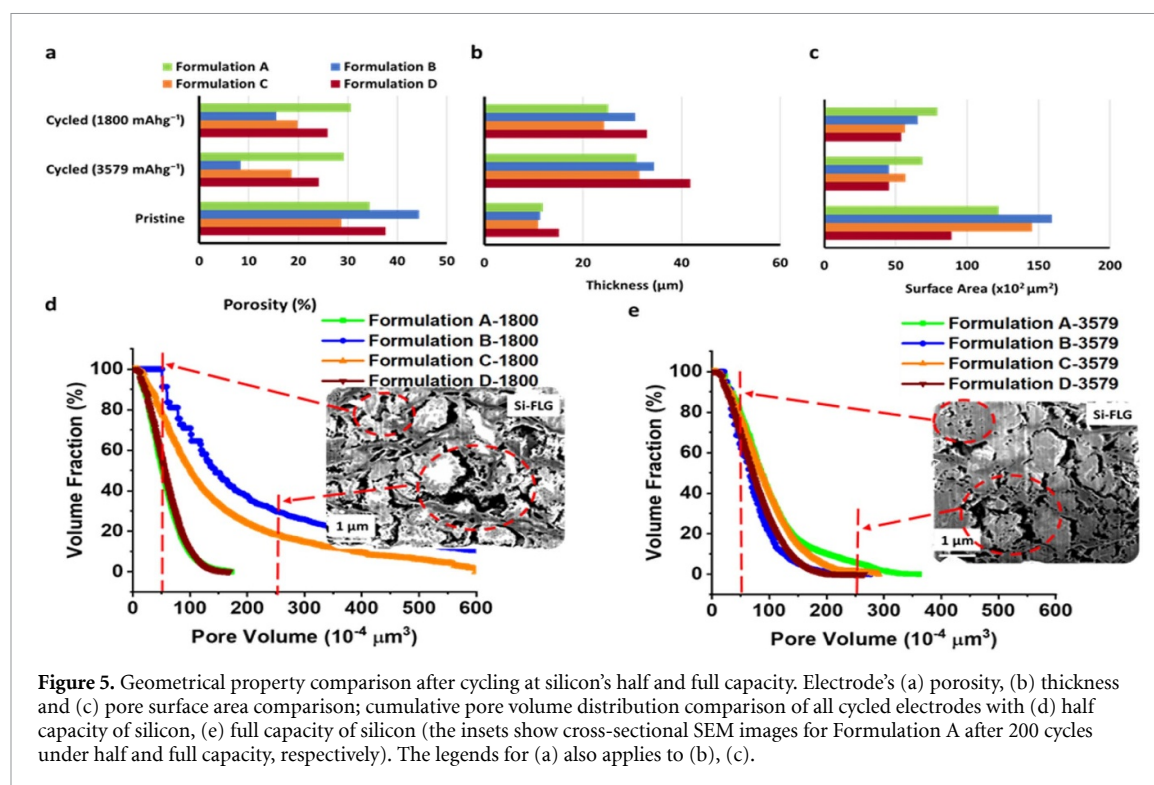 a
b
c
Formulation A
Formulation B
Formulation C
Formulation D
Cycled (1800 mAhg⁻¹)
Cycled (3579 mAhg⁻¹)
Pristine
0 10 20 30 40 50
Porosity (%)
0 20 40 60
Thickness (µm)
0 50 100 150 200
Surface Area (x10² µm²)
d
Formulation A-1800
Formulation B-1800
Formulation C-1800
Formulation D-1800
100
80
60
40
20
0
Volume Fraction (%)
Si-FLG
1 µm
0 100 200 300 400 500 600
Pore Volume (10⁻⁴ µm³)
e
Formulation A-3579
Formulation B-3579
Formulation C-3579
Formulation D-3579
100
80
60
40
20
0
Volume Fraction (%)
Si-FLG
1 µm
0 100 200 300 400 500 600
Pore Volume (10⁻⁴ µm³)
Figure 5. Geometrical property comparison after cycling at silicon's half and full capacity. Electrode's (a) porosity, (b) thickness
and (c) pore surface area comparison; cumulative pore volume distribution comparison of all cycled electrodes with (d) half
capacity of silicon, (e) full capacity of silicon (the insets show cross-sectional SEM images for Formulation A after 200 cycles
under half and full capacity, respectively). The legends for (a) also applies to (b), (c).